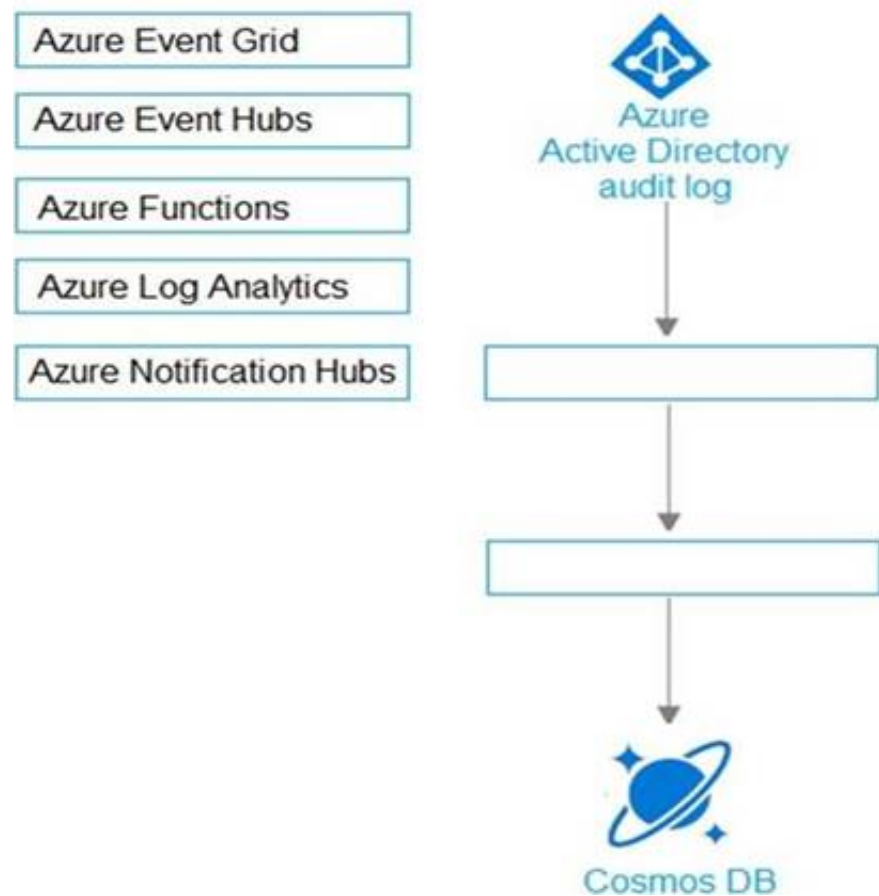 Azure Event Grid
Azure Event Hubs
Azure Functions
Azure Log Analytics
Azure Notification Hubs
Azure
Active Directory
audit log
Cosmos DB